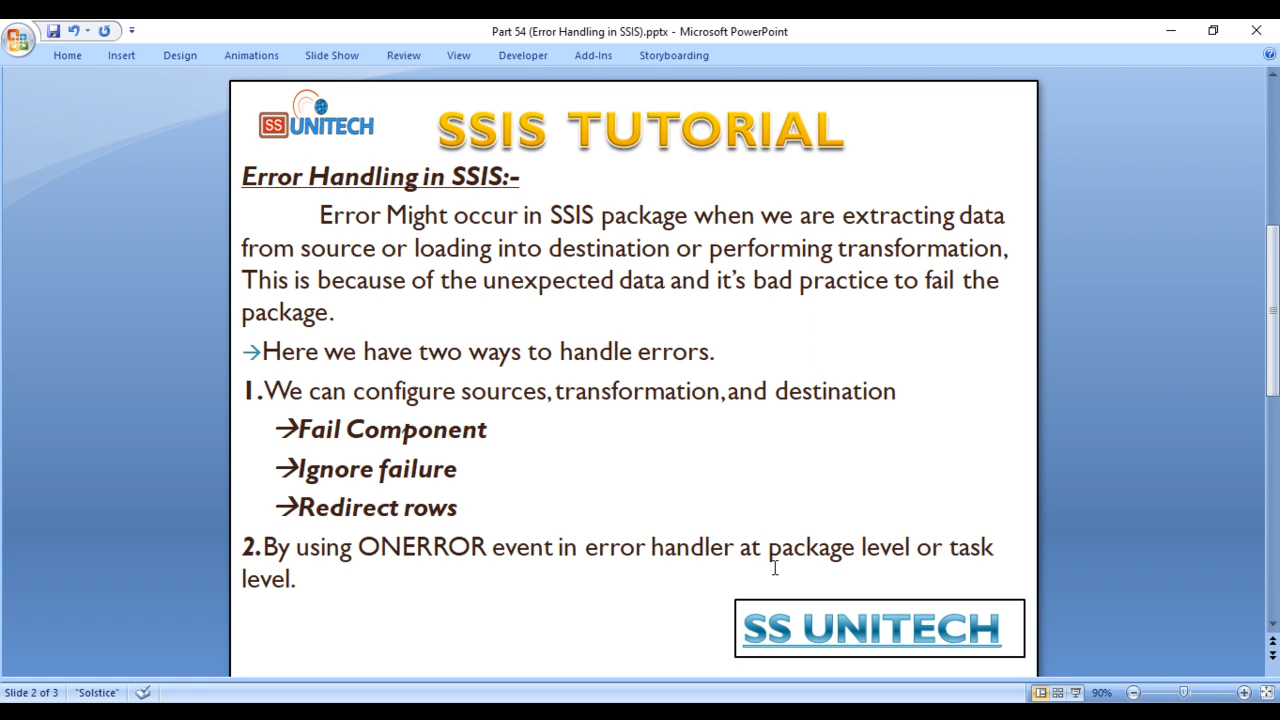 Part 54 (Error Handling in SSIS).pptx - Microsoft PowerPoint
Home Insert Design Animations Slide Show Review View Developer Add-Ins Storyboarding
SS UNITECH
SSIS TUTORIAL
Error Handling in SSIS:-
Error Might occur in SSIS package when we are extracting data
from source or loading into destination or performing transformation,
This is because of the unexpected data and it’s bad practice to fail the
package.
→Here we have two ways to handle errors.
1.We can configure sources, transformation, and destination
→Fail Component
→Ignore failure
→Redirect rows
2.By using ONERROR event in error handler at package level or task
level.
SS UNITECH
Slide 2 of 3 "Solstice" 90%